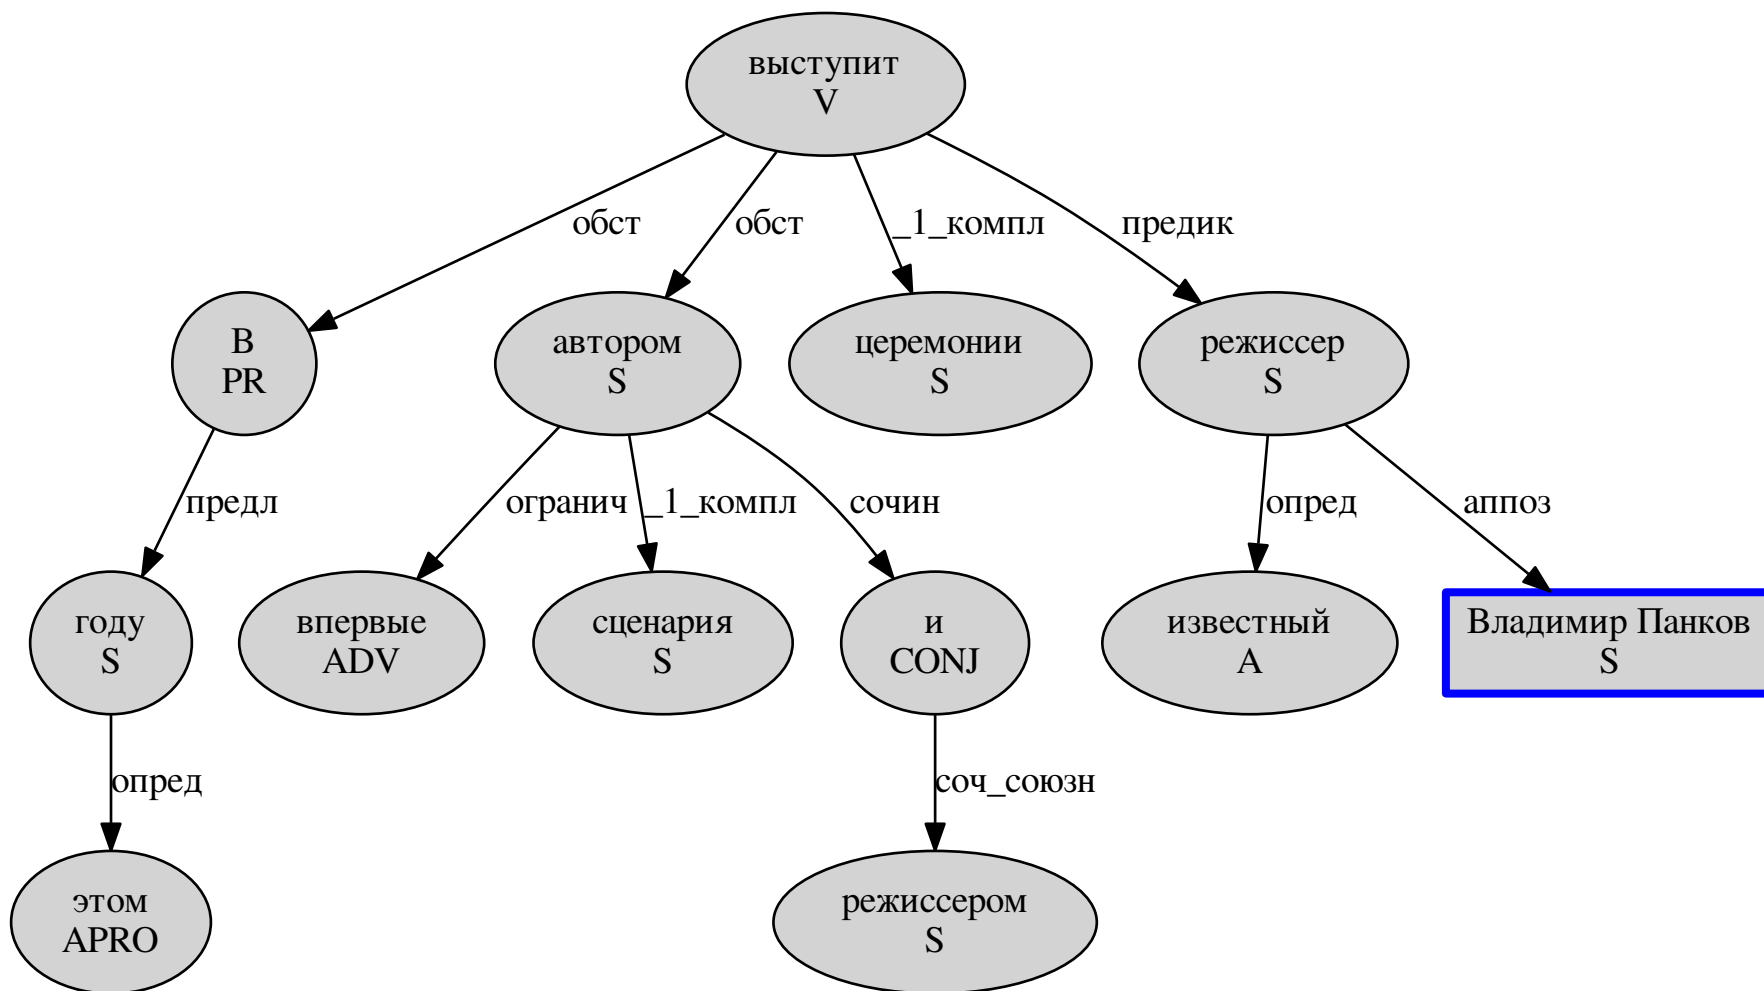 выступит
V
обст
обст
_1_компл
предик
В
PR
автором
S
церемонии
S
режиссер
S
предл
огранич
_1_компл
сочин
опред
аппоз
году
S
впервые
ADV
сценария
S
и
CONJ
известный
A
Владимир Панков
S
опред
соч_союзн
этом
APRO
режиссером
S